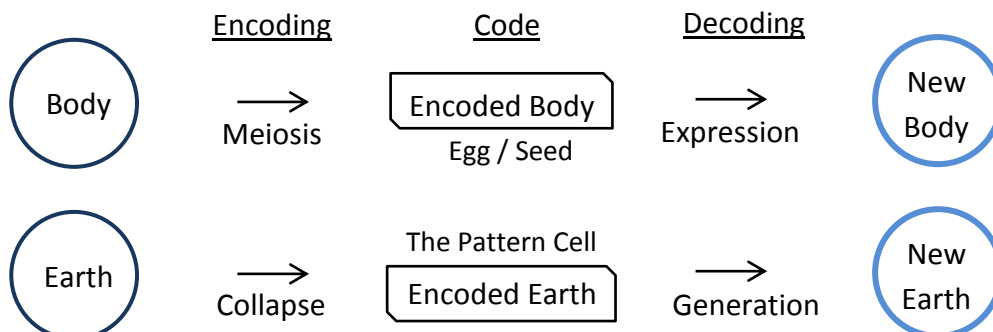 Encoding Code Decoding
Body → Encoded Body → New
Meiosis Expression Body
Egg / Seed
The Pattern Cell
Earth → Encoded Earth → New
Collapse Generation Earth